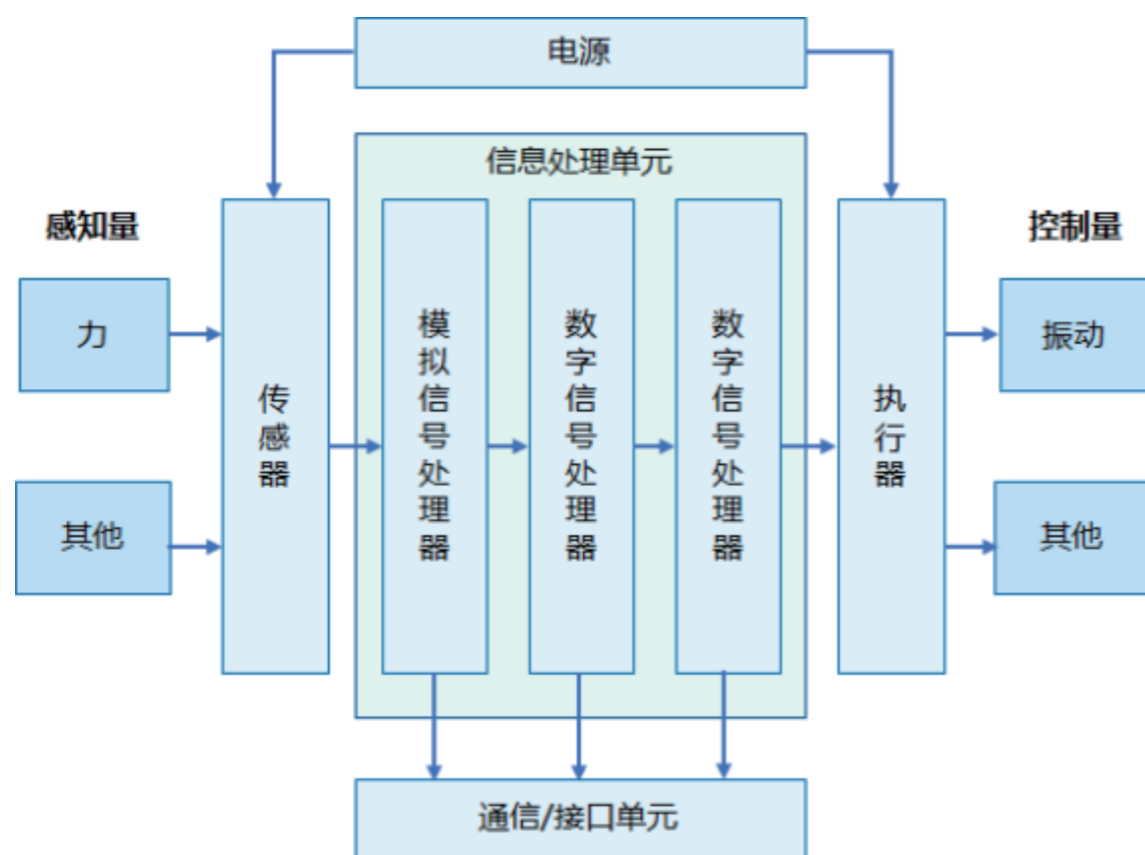 电源
信息处理单元
感知量
控制量
力
其他
传感器
模拟信号处理器
数字信号处理器
数字信号处理器
执行器
振动
其他
通信/接口单元